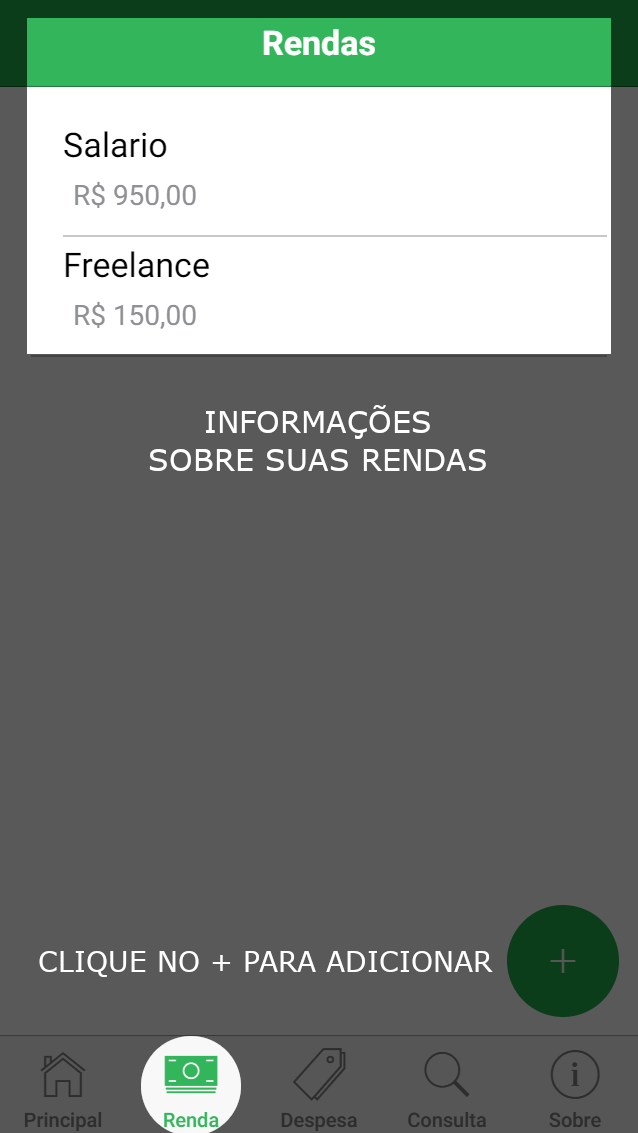 Rendas
Salario
R$ 950,00
Freelance
R$ 150,00
INFORMAÇÕES
SOBRE SUAS RENDAS
CLIQUE NO + PARA ADICIONAR
+
Principal Renda Despesa Consulta Sobre